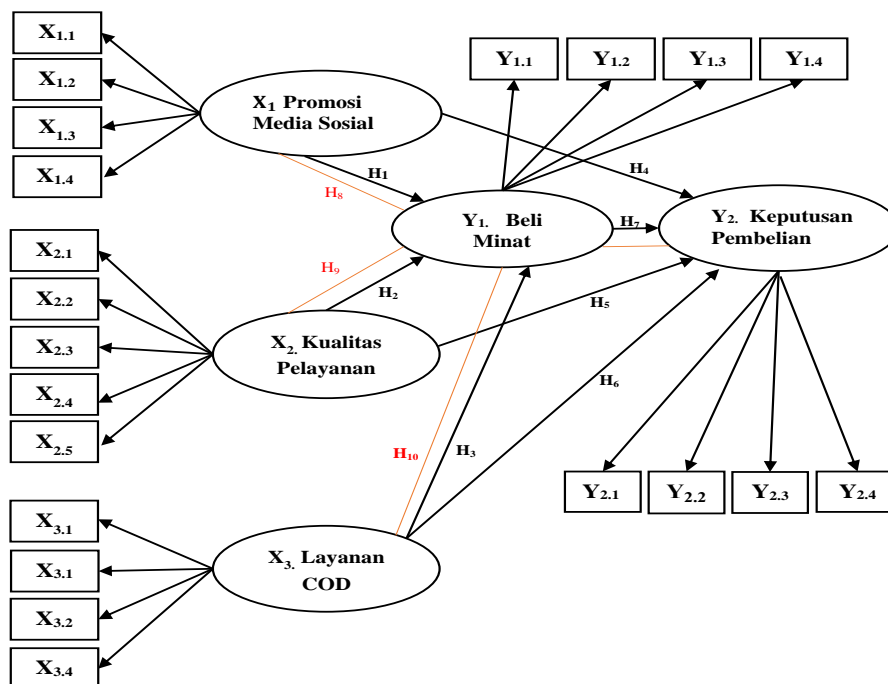 X1.1
X1.2
X1.3
X1.4
X1 Promosi
Media Sosial
Y1.1
Y1.2
Y1.3
Y1.4
H1
H8
H4
Y1. Beli
Minat
H7
Y2. Keputusan
Pembelian
X2.1
X2.2
X2.3
X2.4
X2.5
H9
H2
H5
X2. Kualitas
Pelayanan
H6
H10
H3
Y2.1
Y2.2
Y2.3
Y2.4
X3.1
X3.1
X3.2
X3.4
X3. Layanan
COD